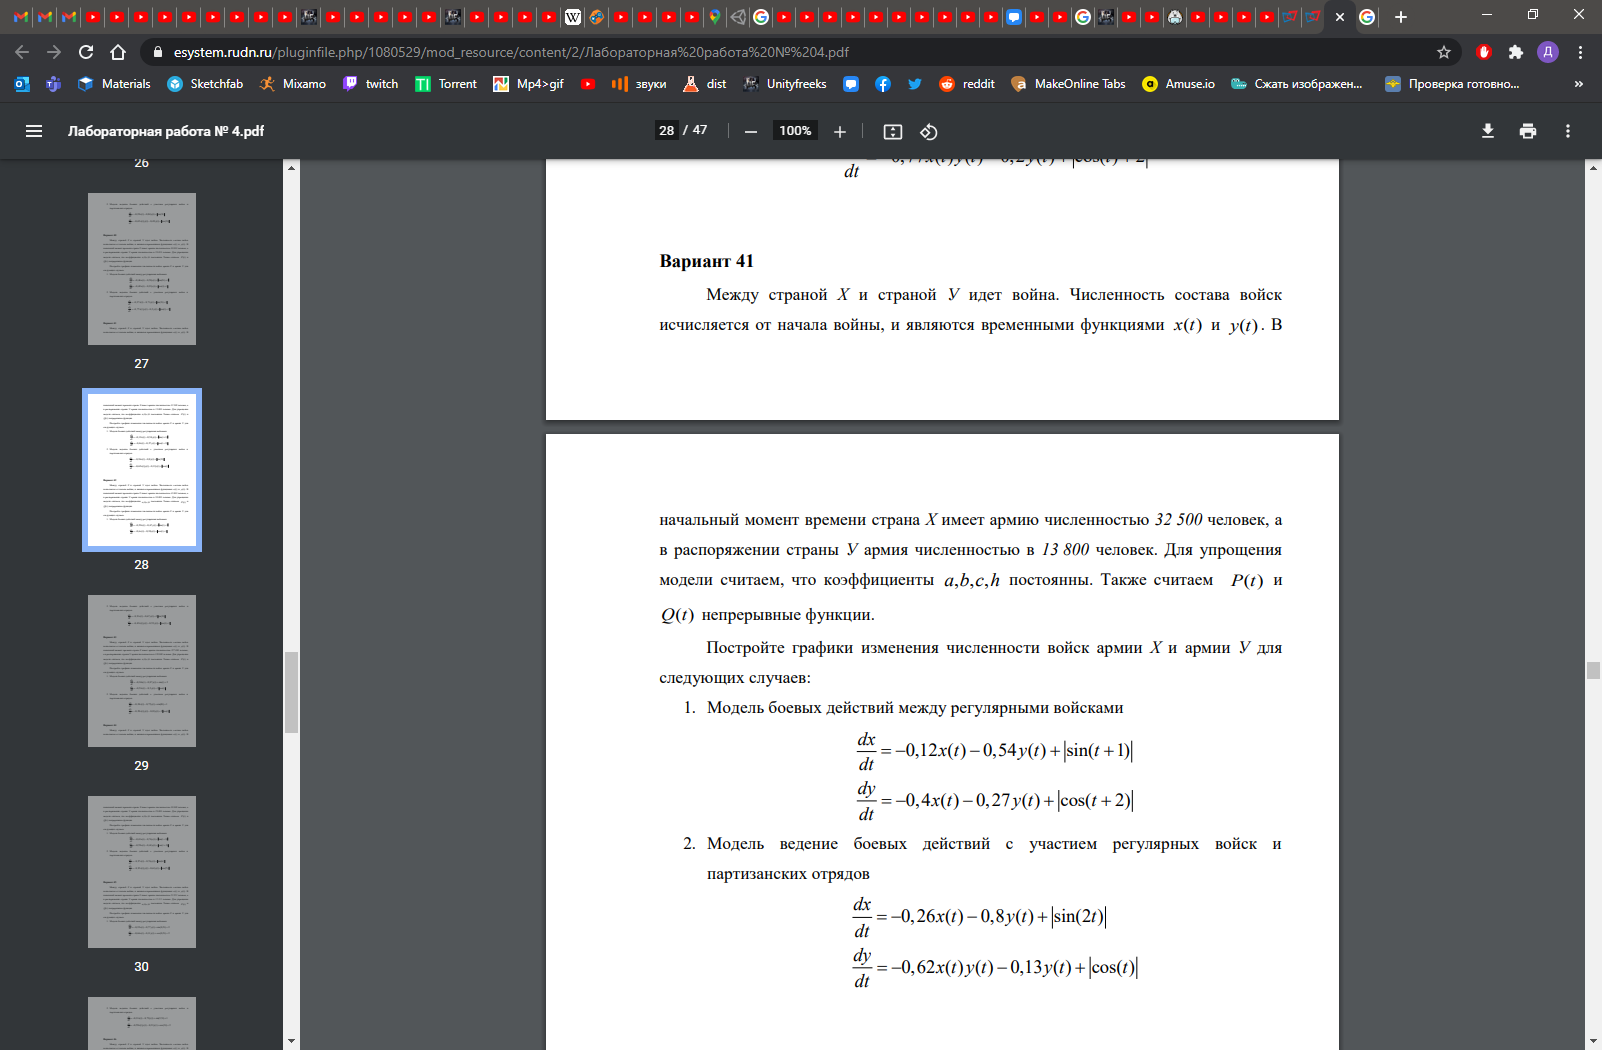 esystem.rudn.ru/pluginfile.php/1080529/mod_resource/content/2/Лабораторная%20работа%20№%204.pdf
Д
Materials
Sketchfab
Mixamo
twitch
Torrent
Mp4>gif
звуки
dist
Unityfreeks
reddit
MakeOnline Tabs
Amuse.io
Сжать изображен...
Проверка готовно...
»
Лабораторная работа № 4.pdf
28 / 47
100%
26
27
28
29
30
dt
Вариант 41
Между страной Х и страной У идет война. Численность состава войск
исчисляется от начала войны, и являются временными функциями x(t) и y(t). В
начальный момент времени страна Х имеет армию численностью 32 500 человек, а
в распоряжении страны У армия численностью в 13 800 человек. Для упрощения
модели считаем, что коэффициенты a,b,c,h постоянны. Также считаем P(t) и
Q(t) непрерывные функции.
Постройте графики изменения численности войск армии Х и армии У для
следующих случаев:
1. Модель боевых действий между регулярными войсками
dx/dt = −0,12x(t) − 0,54y(t) + |sin(t + 1)|
dy/dt = −0,4x(t) − 0,27y(t) + |cos(t + 2)|
2. Модель ведение боевых действий с участием регулярных войск и
партизанских отрядов
dx/dt = −0,26x(t) − 0,8y(t) + |sin(2t)|
dy/dt = −0,62x(t)y(t) − 0,13y(t) + |cos(t)|